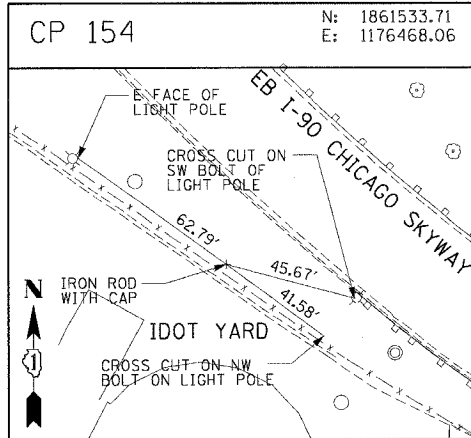 CP 154
N: 1861533.71
E: 1176468.06
E FACE OF
LIGHT POLE
EB I-90 CHICAGO SKYWAY
CROSS CUT ON
SW BOLT OF
LIGHT POLE
62.79'
45.67'
41.58'
IRON ROD
WITH CAP
N
1
IDOT YARD
CROSS CUT ON NW
BOLT ON LIGHT POLE